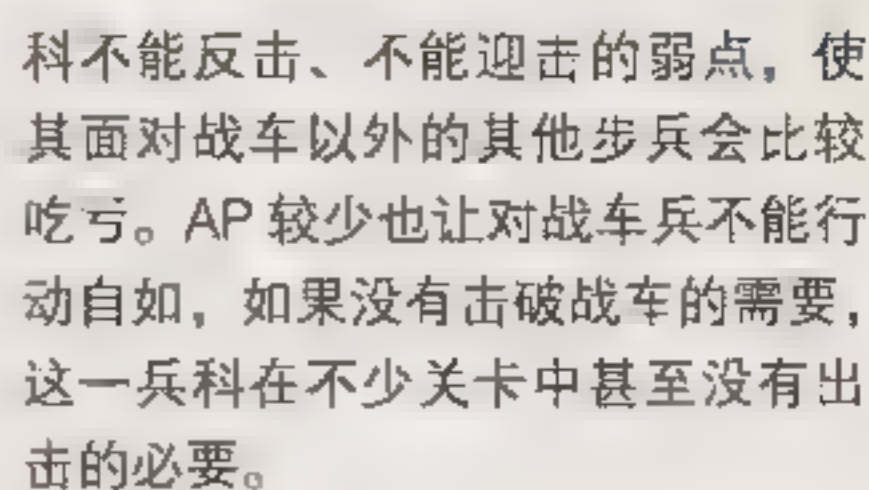 科不能反击、不能迎击的弱点，使
其面对战车以外的其他步兵会比较
吃亏。AP 较少也让对战车兵不能行
动自如，如果没有击破战车的需要，
这一兵科在不少关卡中甚至没有出
击的必要。